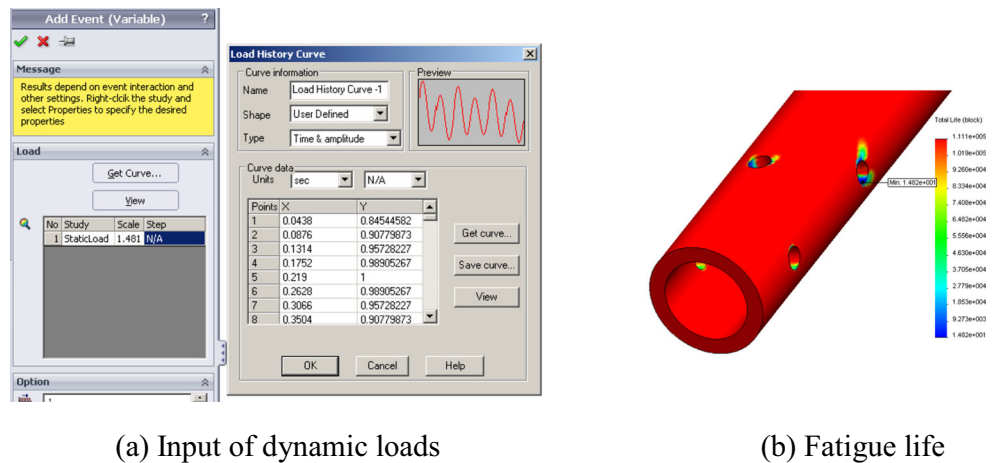 Add Event (Variable) ?
Message
Results depend on event interaction and
other settings. Right-clcik the study and
select Properties to specify the desired
properties
Load
Get Curve...
View
No Study Scale Step
1 StaticLoad 1.481 N/A
Option
1
Load History Curve
Curve information
Name Load History Curve -1
Shape User Defined
Type Time & amplitude
Preview
Curve data
Units sec N/A
Points X Y
1 0.0438 0.84544582
2 0.0876 0.90779873
3 0.1314 0.95728227
4 0.1752 0.98905267
5 0.219 1
6 0.2628 0.98905267
7 0.3066 0.95728227
8 0.3504 0.90779873
Get curve...
Save curve...
View
OK Cancel Help
Total Life (block)
1.111e+005
1.019e+005
9.260e+004
8.334e+004
7.408e+004
6.482e+004
5.556e+004
4.630e+004
3.705e+004
2.779e+004
1.853e+004
9.273e+003
1.482e+001
Min: 1.482e+001
(a) Input of dynamic loads
(b) Fatigue life